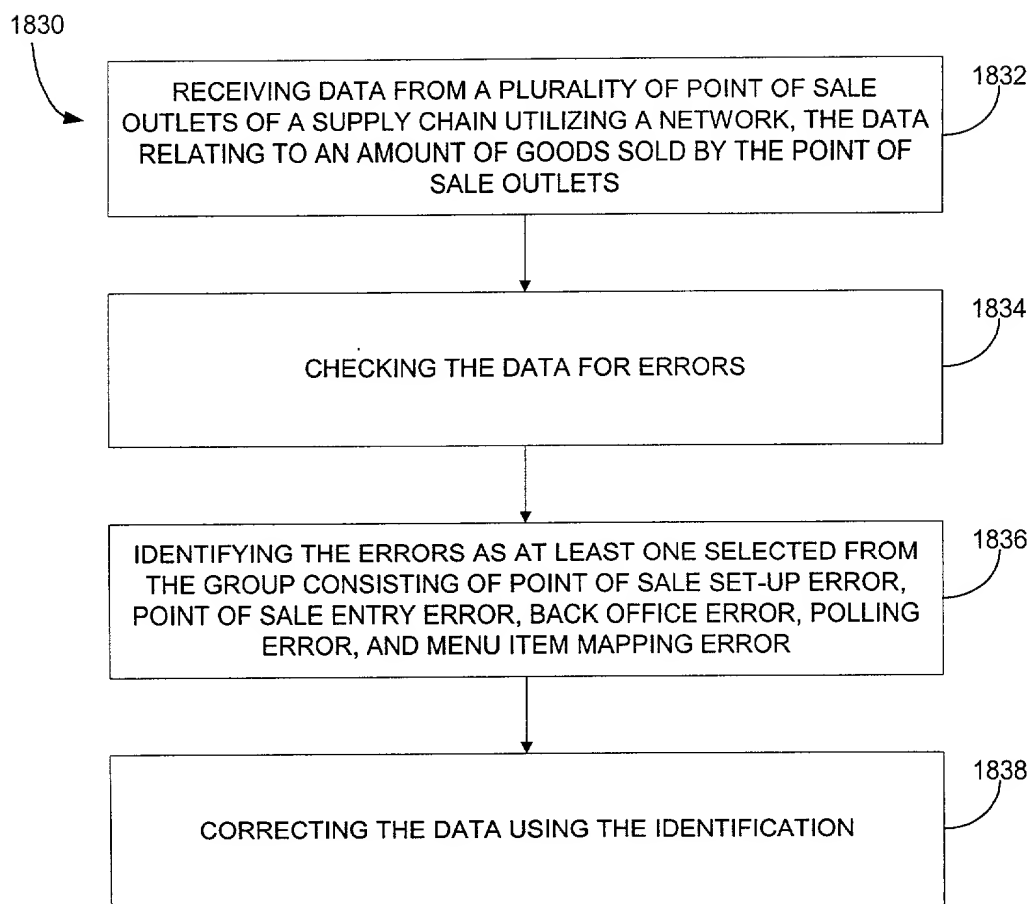 1830
RECEIVING DATA FROM A PLURALITY OF POINT OF SALE
OUTLETS OF A SUPPLY CHAIN UTILIZING A NETWORK, THE DATA
RELATING TO AN AMOUNT OF GOODS SOLD BY THE POINT OF
SALE OUTLETS
1832
CHECKING THE DATA FOR ERRORS
1834
IDENTIFYING THE ERRORS AS AT LEAST ONE SELECTED FROM
THE GROUP CONSISTING OF POINT OF SALE SET-UP ERROR,
POINT OF SALE ENTRY ERROR, BACK OFFICE ERROR, POLLING
ERROR, AND MENU ITEM MAPPING ERROR
1836
CORRECTING THE DATA USING THE IDENTIFICATION
1838